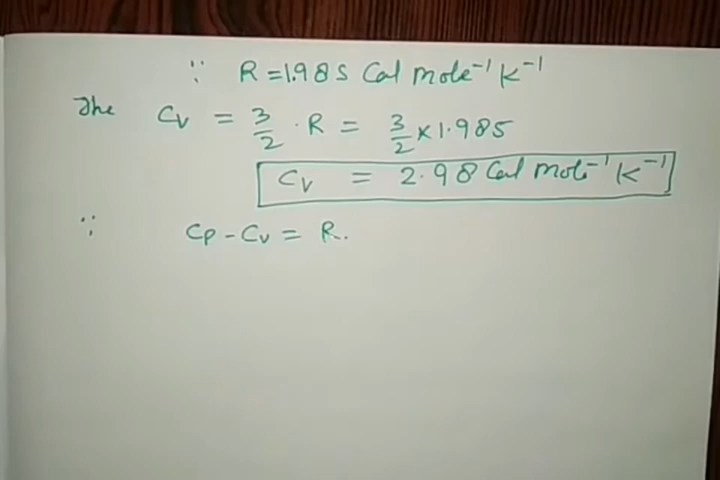 ∵ R = 1.985 Cal mole⁻¹ K⁻¹
The Cv = 3/2 · R = 3/2 × 1.985
Cv = 2.98 Cal mole⁻¹ K⁻¹
∵ Cp - Cv = R.